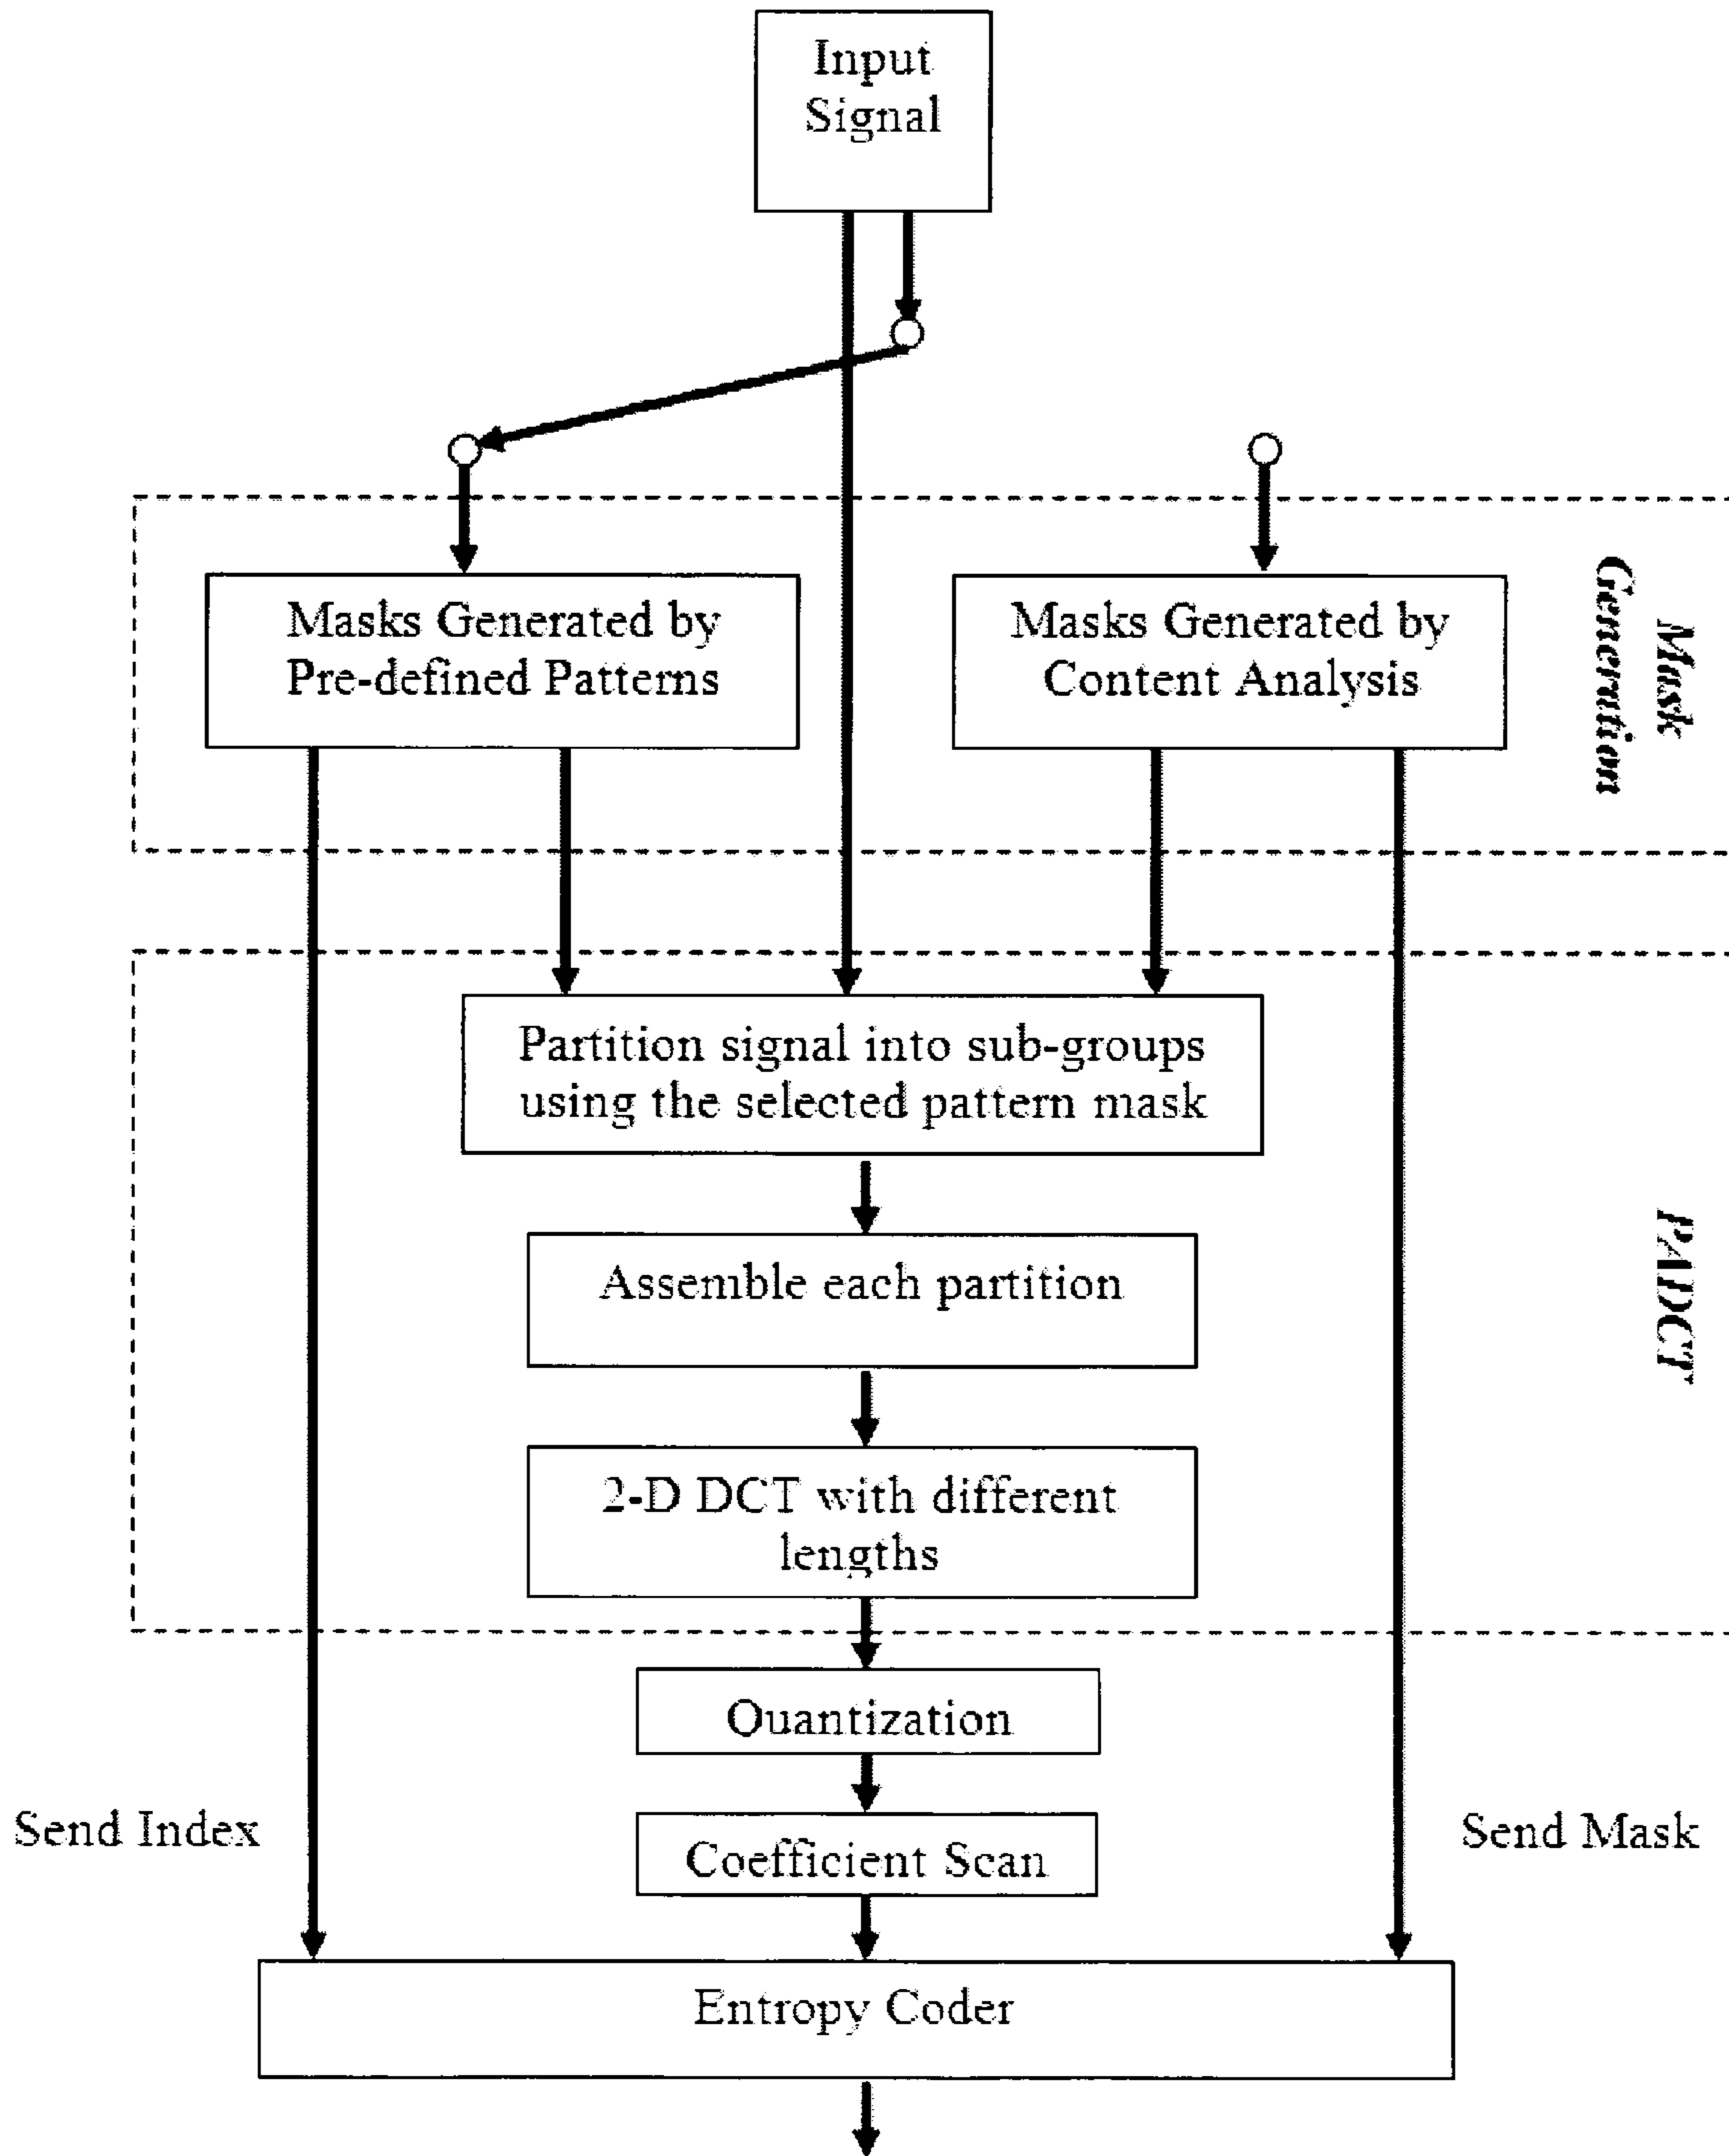 Input
Signal
Masks Generated by
Pre-defined Patterns
Masks Generated by
Content Analysis
Mask
Generation
Partition signal into sub-groups
using the selected pattern mask
Assemble each partition
PADCT
2-D DCT with different
lengths
Quantization
Send Index
Send Mask
Coefficient Scan
Entropy Coder